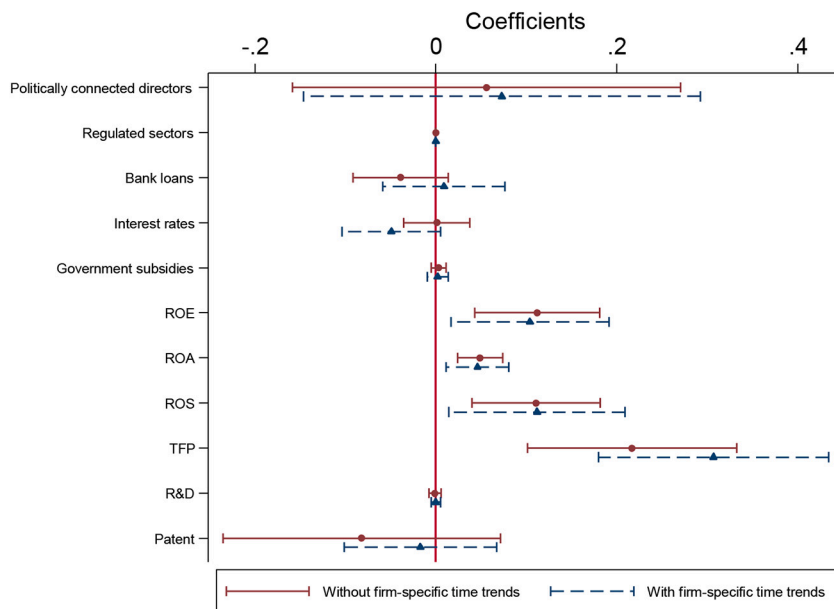 Coefficients
-.2 0 .2 .4
Politically connected directors
Regulated sectors
Bank loans
Interest rates
Government subsidies
ROE
ROA
ROS
TFP
R&D
Patent
Without firm-specific time trends With firm-specific time trends